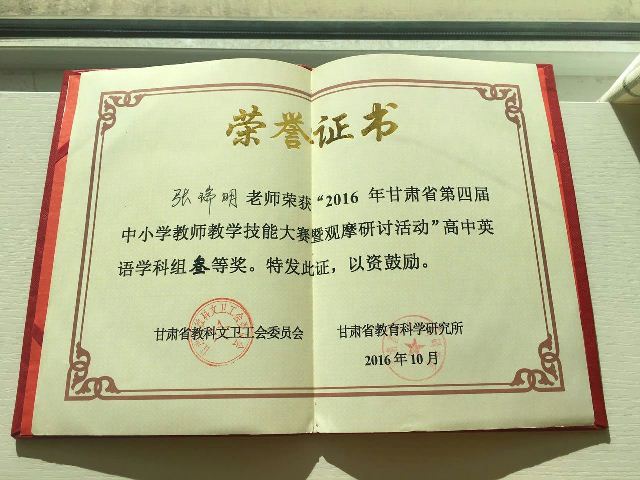 荣誉证书
张瑞明 老师荣获“2016 年甘肃省第四届
中小学教师教学技能大赛暨观摩研讨活动”高中英
语学科组叁等奖。特发此证，以资鼓励。
甘肃省教科文卫工会委员会
甘肃省教育科学研究所
2016 年 10 月